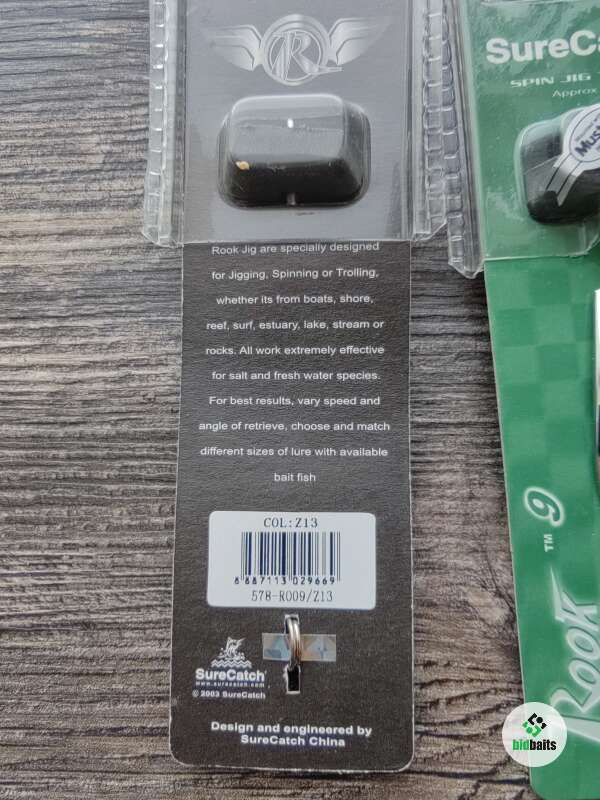 R
Rook Jig are specially designed
for Jigging, Spinning or Trolling,
whether its from boats, shore,
reef, surf, estuary, lake, stream or
rocks. All work extremely effective
for salt and fresh water species.
For best results, vary speed and
angle of retrieve, choose and match
different sizes of lure with available
bait fish
COL:Z13
8 887113 029669
578-R009/Z13
SureCatch
www.surecatch.com
© 2003 SureCatch
Design and engineered by
SureCatch China
SureCa
SPIN JIG
Approx
Must
Rook™ 9
bidbaits